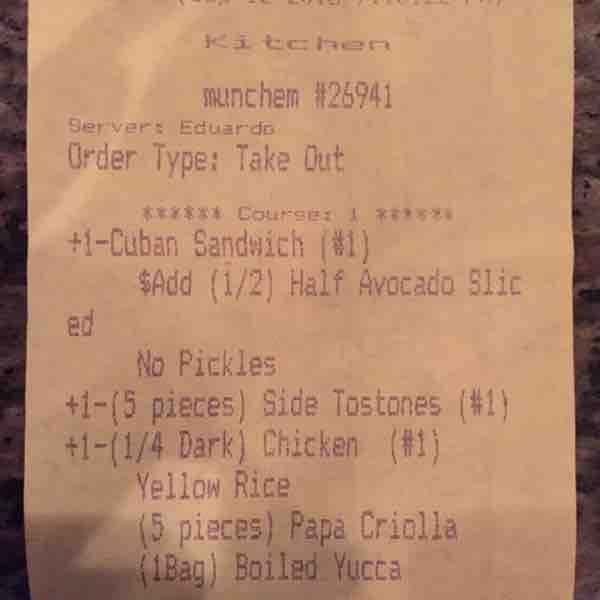 Kitchen
munchem #26941
Server: Eduardo
Order Type: Take Out
****** Course: 1 ******
+1-Cuban Sandwich (#1)
$Add (1/2) Half Avocado Slic
ed
No Pickles
+1-(5 pieces) Side Tostones (#1)
+1-(1/4 Dark) Chicken (#1)
Yellow Rice
(5 pieces) Papa Criolla
(1Bag) Boiled Yucca